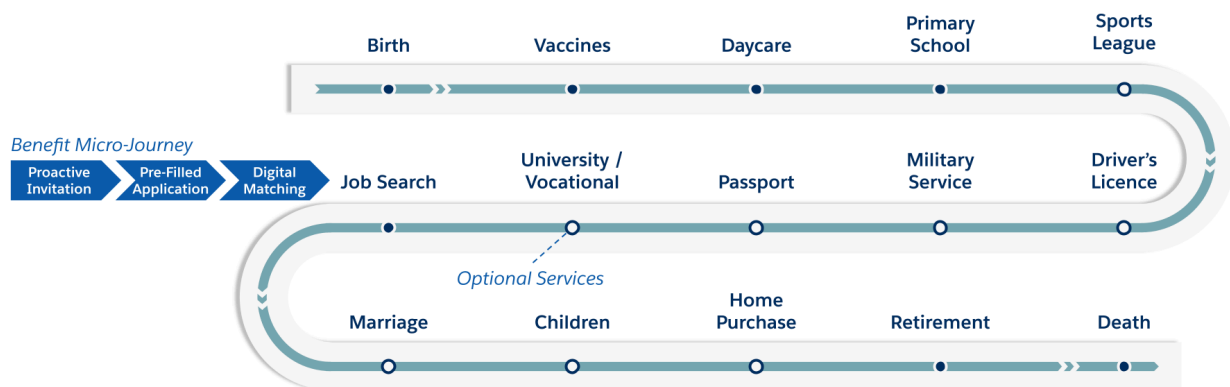 Birth
Vaccines
Daycare
Primary
School
Sports
League
Benefit Micro-Journey
Proactive
Invitation
Pre-Filled
Application
Digital
Matching
Job Search
University /
Vocational
Passport
Military
Service
Driver's
Licence
Optional Services
Marriage
Children
Home
Purchase
Retirement
Death